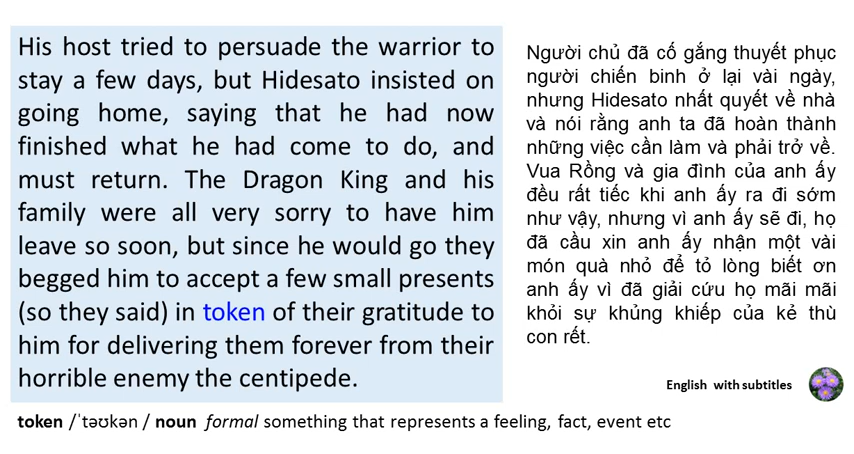 His host tried to persuade the warrior to
stay a few days, but Hidesato insisted on
going home, saying that he had now
finished what he had come to do, and
must return. The Dragon King and his
family were all very sorry to have him
leave so soon, but since he would go they
begged him to accept a few small presents
(so they said) in token of their gratitude to
him for delivering them forever from their
horrible enemy the centipede.
Người chủ đã cố gắng thuyết phục
người chiến binh ở lại vài ngày,
nhưng Hidesato nhất quyết về nhà
và nói rằng anh ta đã hoàn thành
những việc cần làm và phải trở về.
Vua Rồng và gia đình của anh ấy
đều rất tiếc khi anh ấy ra đi sớm
như vậy, nhưng vì anh ấy sẽ đi, họ
đã cầu xin anh ấy nhận một vài
món quà nhỏ để tỏ lòng biết ơn
anh ấy vì đã giải cứu họ mãi mãi
khỏi sự khủng khiếp của kẻ thù
con rết.
English with subtitles
token /ˈtəʊkən / noun formal something that represents a feeling, fact, event etc